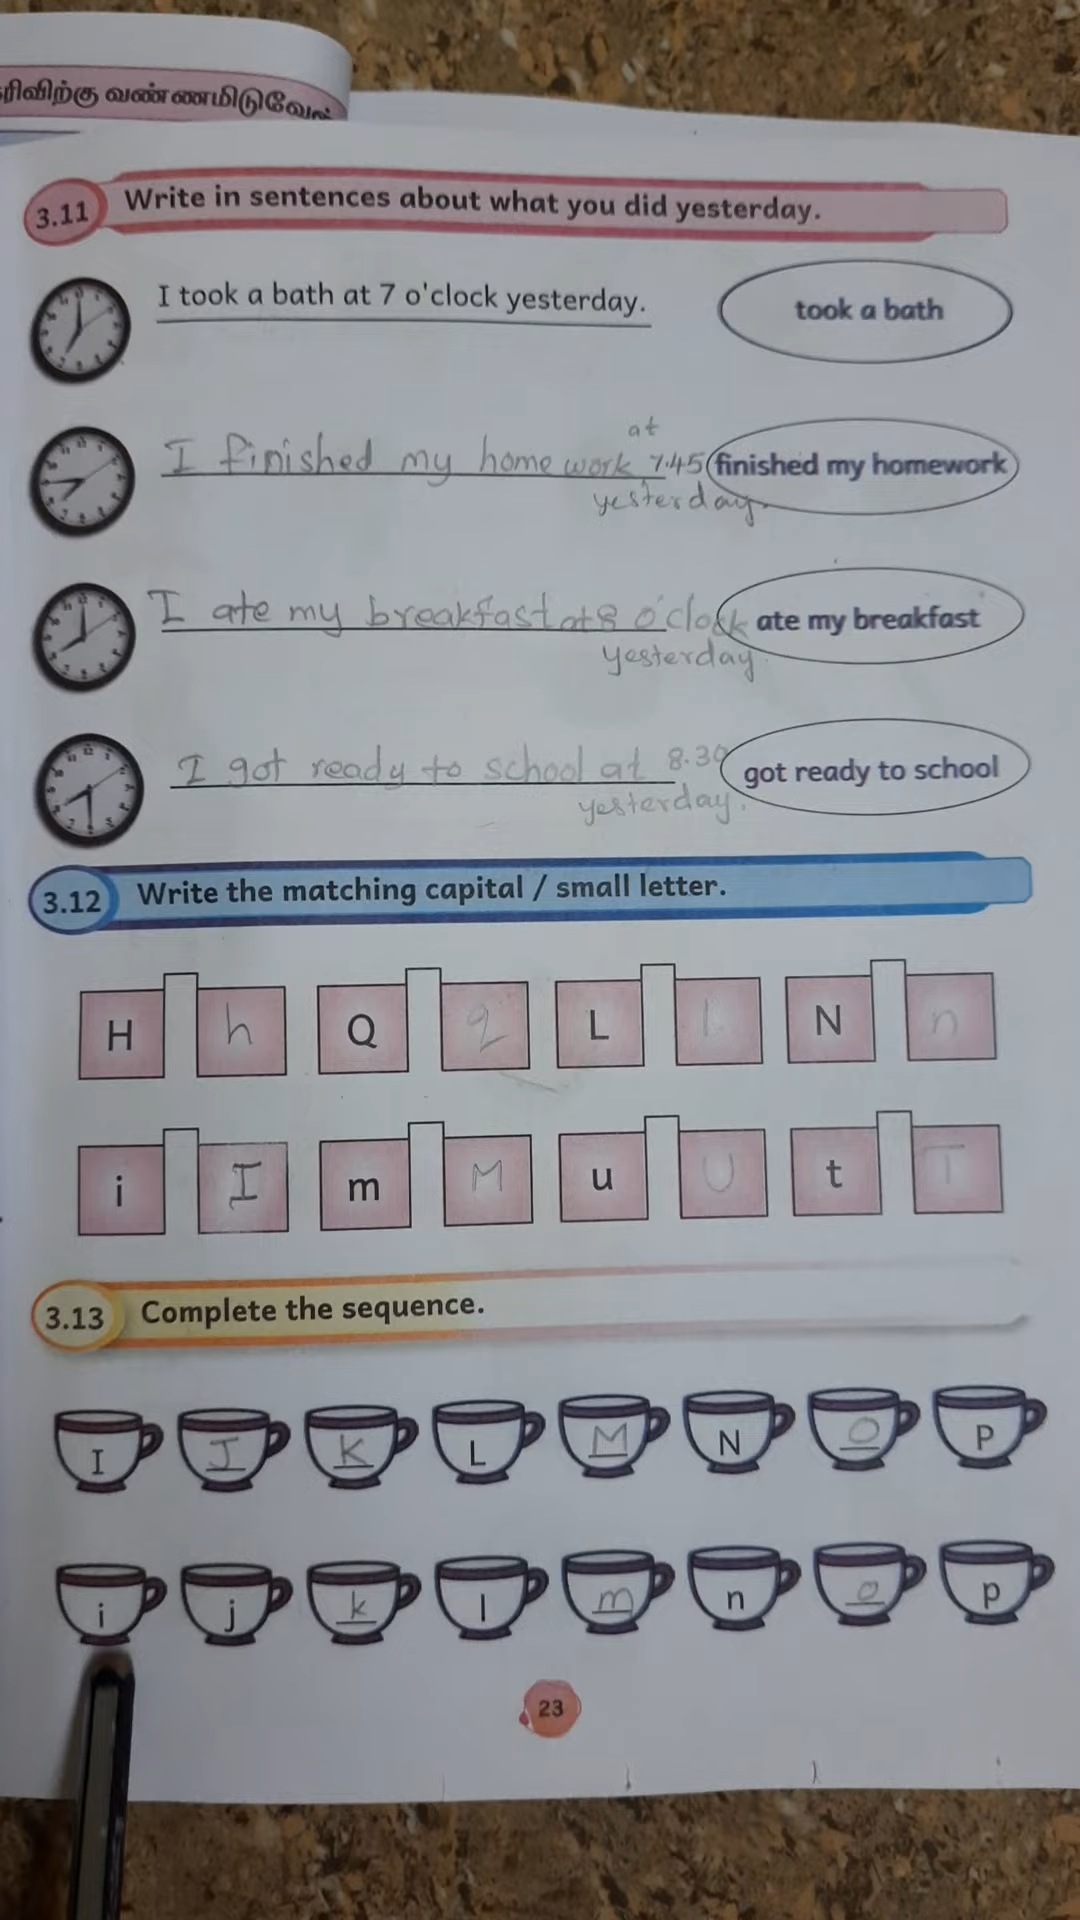 வண்ணமிடுவேன்
3.11 Write in sentences about what you did yesterday.
I took a bath at 7 o'clock yesterday. took a bath
at
I finished my home work 7.45 finished my homework
yesterday.
I ate my breakfast at 8 o'clock ate my breakfast
yesterday.
I got ready to school at 8.30 got ready to school
yesterday.
3.12 Write the matching capital / small letter.
H h Q q L l N n
i I m M u U t T
3.13 Complete the sequence.
I J K L M N O P
i j k l m n o p
23